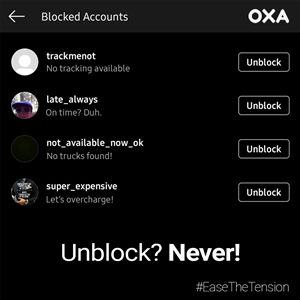 Blocked Accounts
OXA
trackmenot
No tracking available
Unblock
late_always
On time? Duh.
Unblock
not_available_now_ok
No trucks found!
Unblock
super_expensive
Let's overcharge!
Unblock
Unblock? Never!
#EaseTheTension